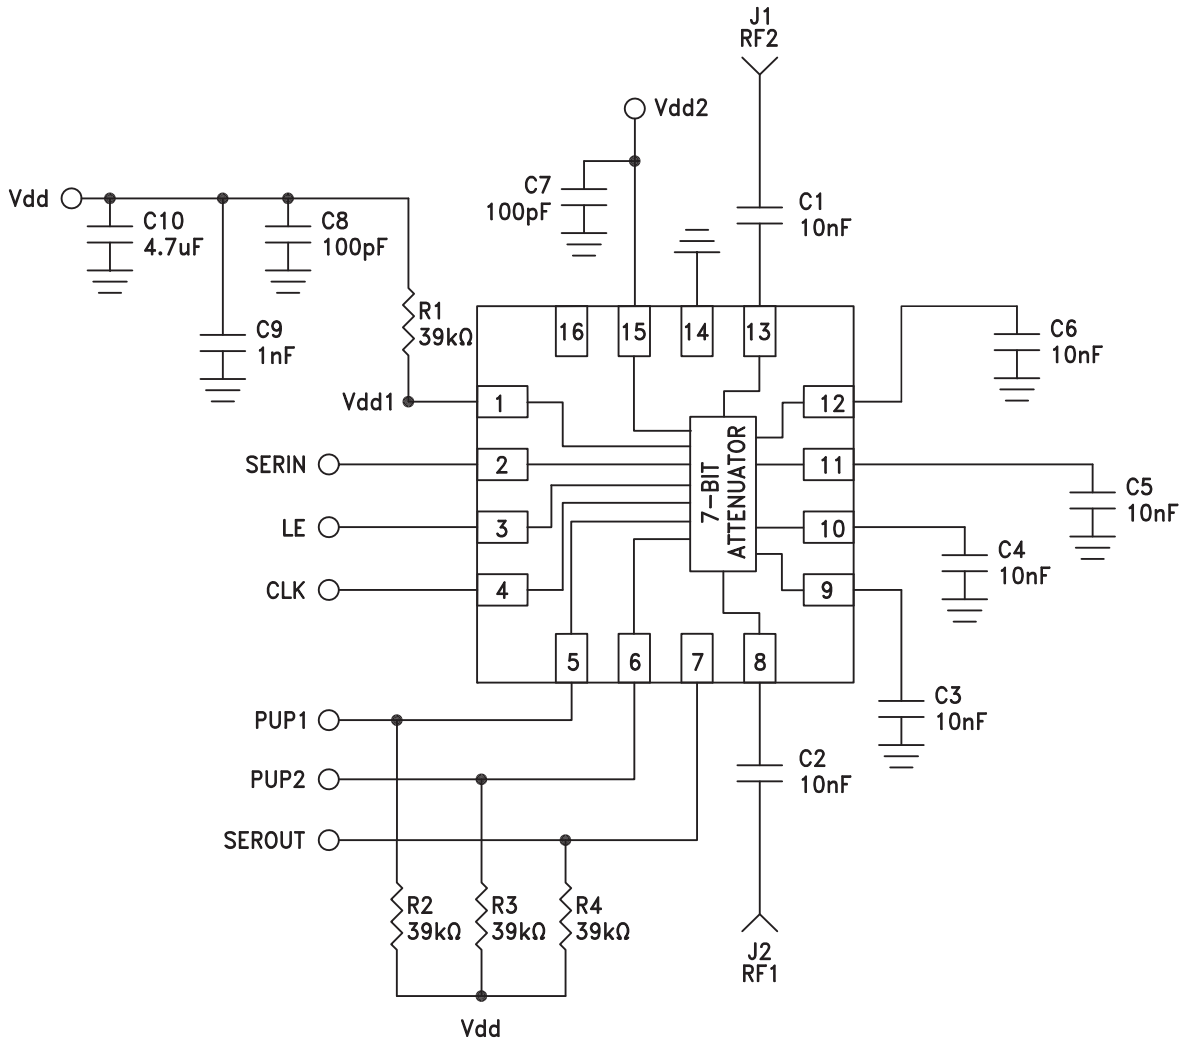 J1
RF2
Vdd2
Vdd
C7
100pF
C1
10nF
C10
4.7uF
C8
100pF
C9
1nF
R1
39kΩ
16
15
14
13
C6
10nF
Vdd1
1
12
SERIN
2
11
C5
10nF
7-BIT
ATTENUATOR
LE
3
10
C4
10nF
CLK
4
9
5
6
7
8
C3
10nF
PUP1
PUP2
C2
10nF
SEROUT
R2
39kΩ
R3
39kΩ
R4
39kΩ
J2
RF1
Vdd